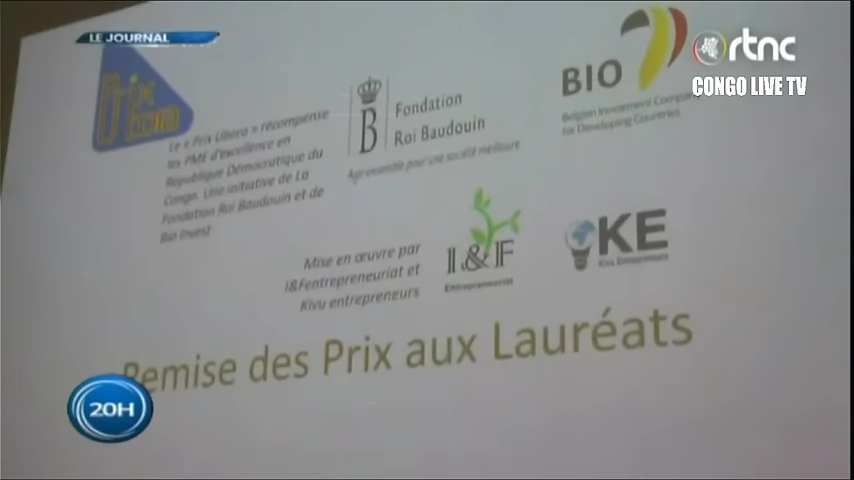 LE JOURNAL
rtnc
CONGO LIVE TV
Le « Prix Libora » récompense
les PME d'excellence en
République Démocratique du
Congo. Une initiative de La
Fondation Roi Baudouin et de
Bio Invest
B
Fondation
Roi Baudouin
Agir ensemble pour une société meilleure
BIO
Belgian Investment Company
for Developing Countries
Mise en œuvre par
I&Fentrepreneuriat et
Kivu entrepreneurs
I&F
Entrepreneuriat
KE
Kivu Entrepreneurs
Remise des Prix aux Lauréats
20H